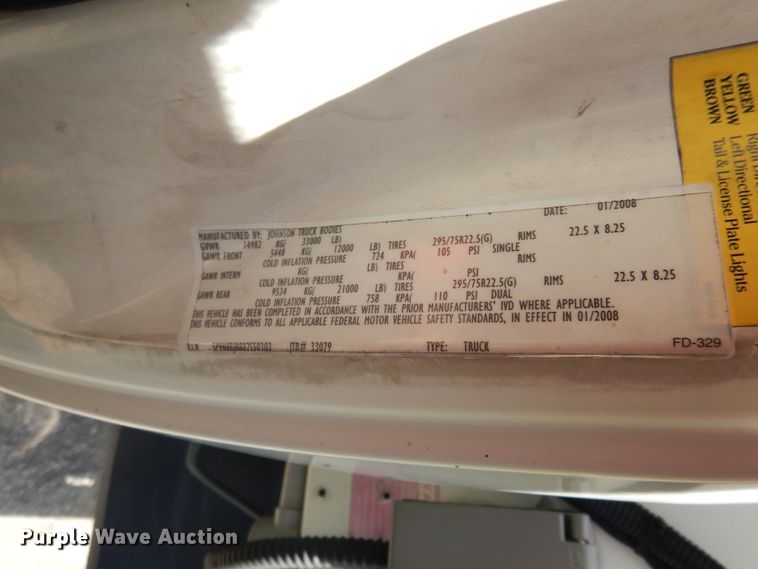 DATE: 01/2008
MANUFACTURED BY: JOHNSON TRUCK BODIES
GVWR 14982 KG( 33000 LB)
GAWR FRONT 5448 KG( 12000 LB) TIRES 295/75R22.5(G) RIMS 22.5 X 8.25
COLD INFLATION PRESSURE 724 KPA( 105 PSI SINGLE
GAWR INTERM KG( LB) TIRES RIMS
COLD INFLATION PRESSURE KPA( PSI
GAWR REAR 9534 KG( 21000 LB) TIRES 295/75R22.5(G) RIMS 22.5 X 8.25
COLD INFLATION PRESSURE 758 KPA( 110 PSI DUAL
THIS VEHICLE HAS BEEN COMPLETED IN ACCORDANCE WITH THE PRIOR MANUFACTURERS' IVD WHERE APPLICABLE.
THIS VEHICLE CONFORMS TO ALL APPLICABLE FEDERAL MOTOR VEHICLE SAFETY STANDARDS, IN EFFECT IN 01/2008
JTB# 33079 TYPE: TRUCK
FD-329
GREEN
YELLOW Left Directional
BROWN Tail & License Plate Lights
Purple Wave Auction